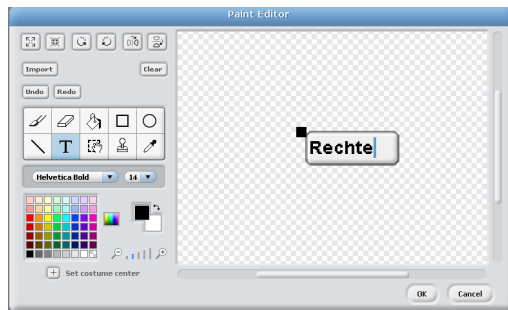 Paint Editor
Import
Clear
Undo
Redo
T
Rechte
Helvetica Bold
14
Set costume center
OK
Cancel